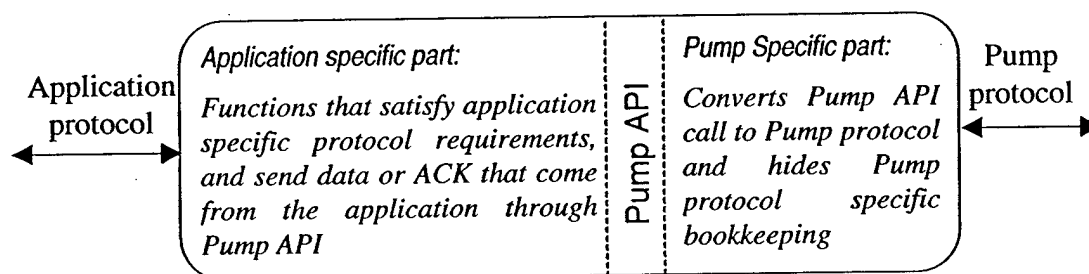 Application
protocol
Application specific part:
Functions that satisfy application
specific protocol requirements,
and send data or ACK that come
from the application through
Pump API
Pump API
Pump Specific part:
Converts Pump API
call to Pump protocol
and hides Pump
protocol specific
bookkeeping
Pump
protocol